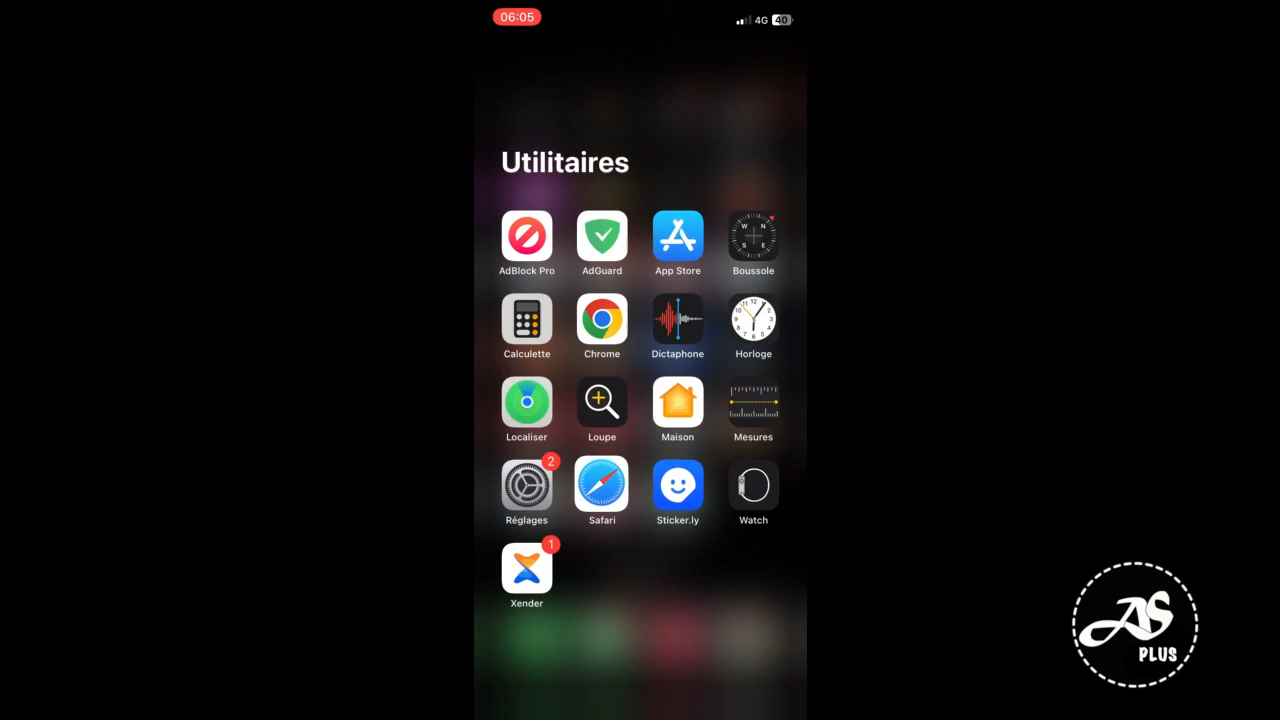 06:05
4G 40
Utilitaires
AdBlock Pro
AdGuard
App Store
Boussole
Calculette
Chrome
Dictaphone
Horloge
Localiser
Loupe
Maison
Mesures
2
Réglages
Safari
Sticker.ly
Watch
1
Xender
AS
PLUS